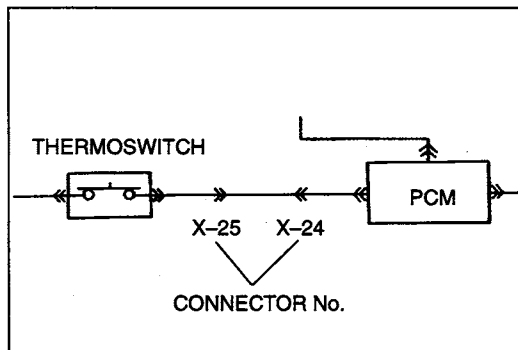 THERMOSWITCH
PCM
X–25 X–24
CONNECTOR No.